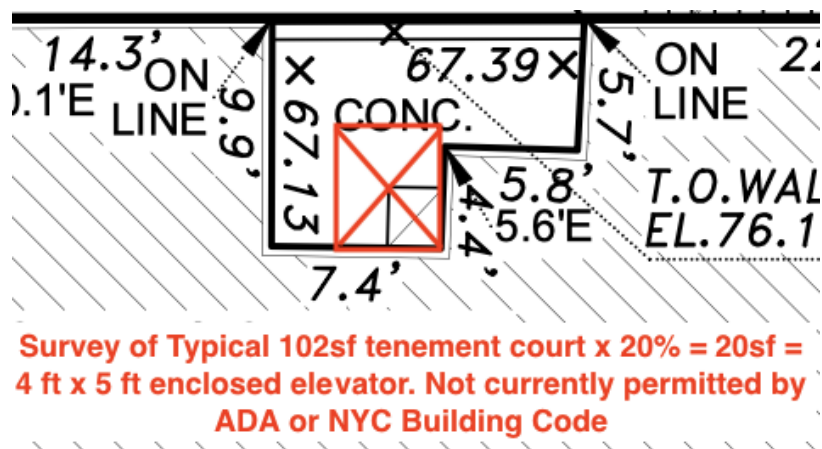 14.3’
ON
LINE
0.1'E
9.9’
67.13
67.39
CONC.
5.7’
ON
LINE
22
5.8’
5.6'E
4.4’
7.4’
T.O.WAL
EL.76.1
Survey of Typical 102sf tenement court x 20% = 20sf =
4 ft x 5 ft enclosed elevator. Not currently permitted by
ADA or NYC Building Code